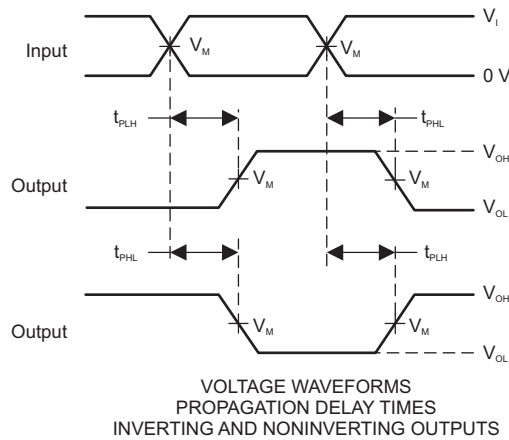 Input
V_M
V_M
V_I
0 V
t_PLH
t_PHL
Output
V_M
V_M
V_OH
V_OL
t_PHL
t_PLH
Output
V_M
V_M
V_OH
V_OL
VOLTAGE WAVEFORMS
PROPAGATION DELAY TIMES
INVERTING AND NONINVERTING OUTPUTS